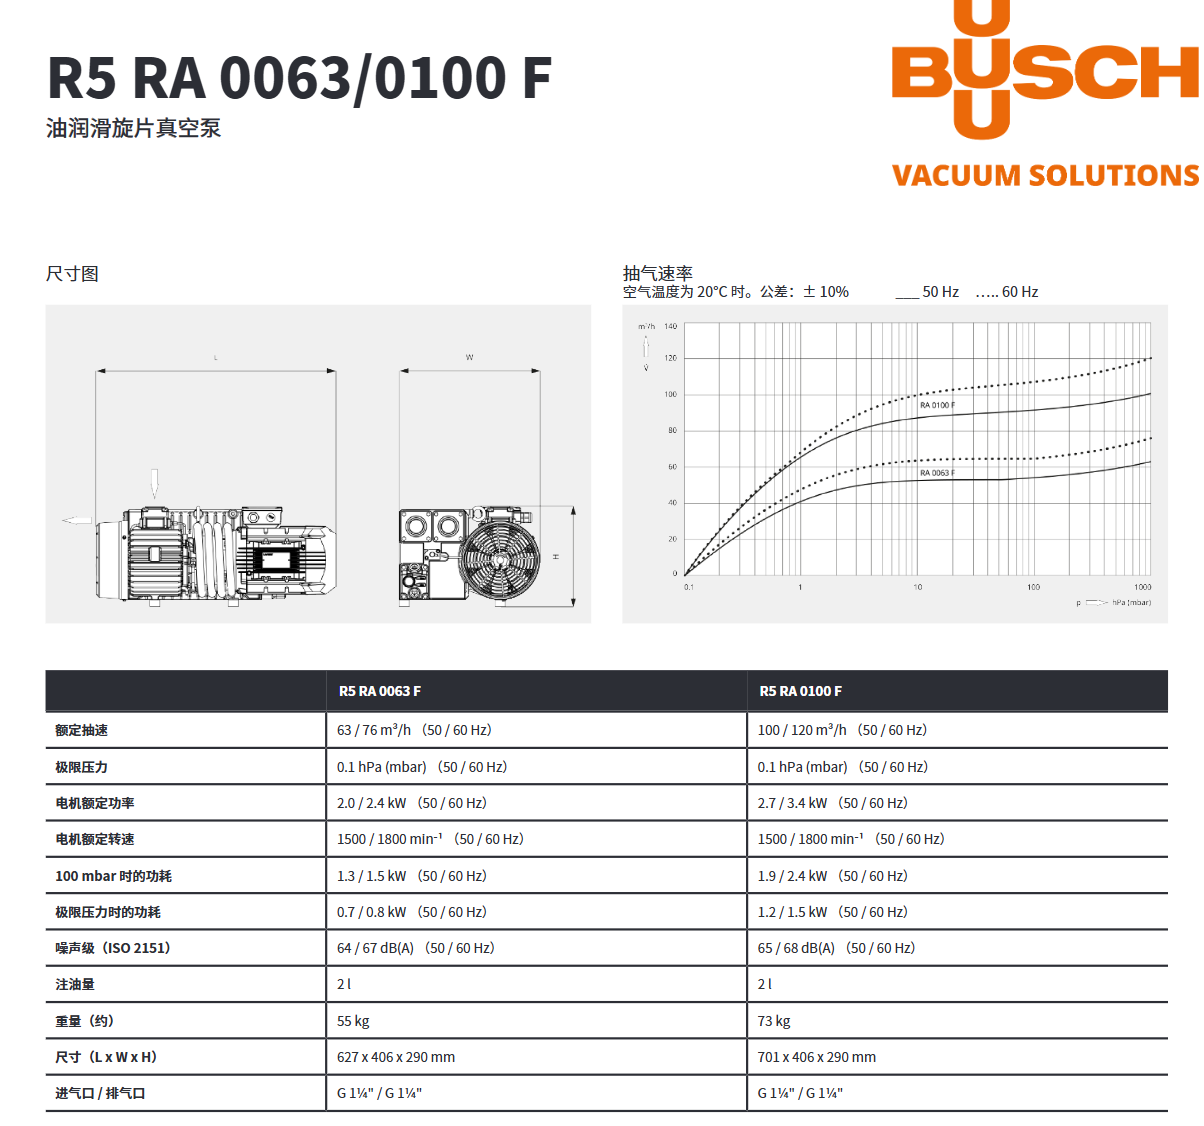 R5 RA 0063/0100 F
油润滑旋片真空泵
BUSCH
VACUUM SOLUTIONS
尺寸图
L
W
H
抽气速率
空气温度为 20°C 时。公差：± 10% ___ 50 Hz ….. 60 Hz
m³/h
140
120
100
80
60
40
20
0
RA 0100 F
RA 0063 F
0.1 1 10 100 1000
p hPa (mbar)
R5 RA 0063 F R5 RA 0100 F
额定抽速 63 / 76 m³/h （50 / 60 Hz） 100 / 120 m³/h （50 / 60 Hz）
极限压力 0.1 hPa (mbar) （50 / 60 Hz） 0.1 hPa (mbar) （50 / 60 Hz）
电机额定功率 2.0 / 2.4 kW （50 / 60 Hz） 2.7 / 3.4 kW （50 / 60 Hz）
电机额定转速 1500 / 1800 min⁻¹ （50 / 60 Hz） 1500 / 1800 min⁻¹ （50 / 60 Hz）
100 mbar 时的功耗 1.3 / 1.5 kW （50 / 60 Hz） 1.9 / 2.4 kW （50 / 60 Hz）
极限压力时的功耗 0.7 / 0.8 kW （50 / 60 Hz） 1.2 / 1.5 kW （50 / 60 Hz）
噪声级（ISO 2151） 64 / 67 dB(A) （50 / 60 Hz） 65 / 68 dB(A) （50 / 60 Hz）
注油量 2 l 2 l
重量（约） 55 kg 73 kg
尺寸（L x W x H） 627 x 406 x 290 mm 701 x 406 x 290 mm
进气口 / 排气口 G 1¼" / G 1¼" G 1¼" / G 1¼"